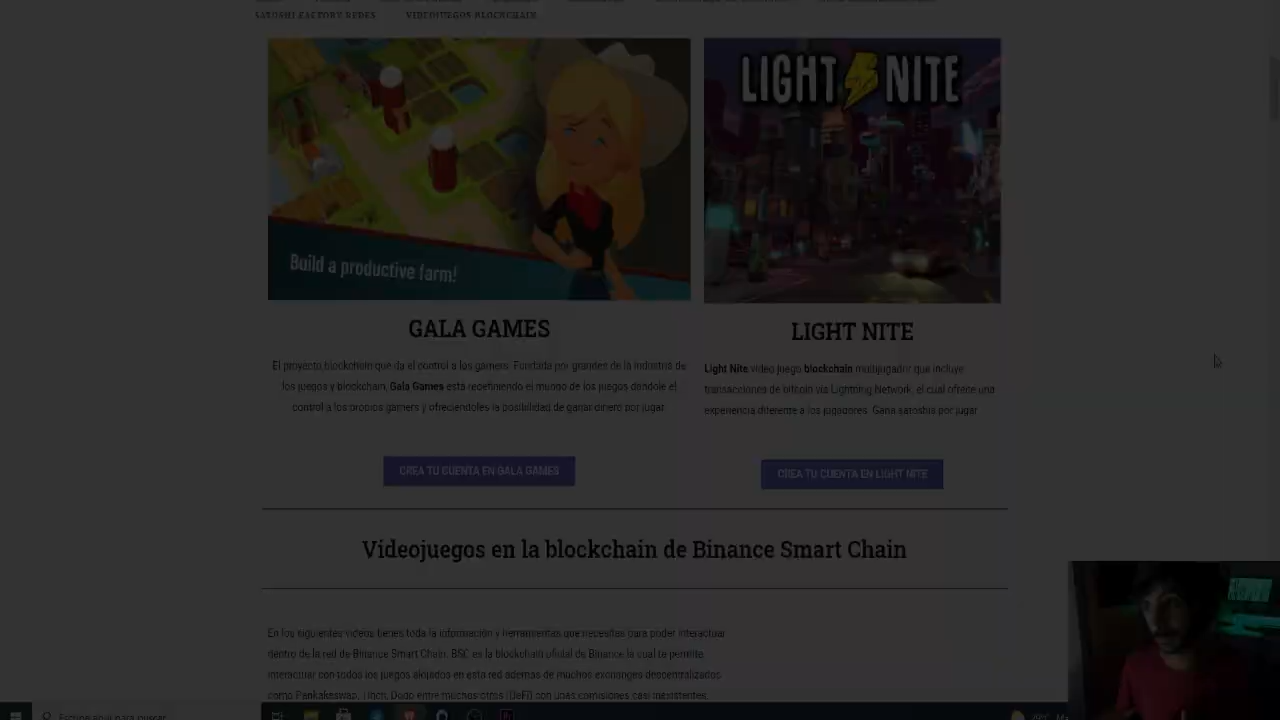 SATOSHI FACTORY REDES VIDEOJUEGOS BLOCKCHAIN
LIGHT NITE
Build a productive farm!
GALA GAMES
LIGHT NITE
El proyecto blockchain que da el control a los gamers. Fundada por grandes de la industria de
los juegos y blockchain, Gala Games está redefiniendo el mundo de los juegos dándole el
control a los propios gamers y ofreciéndoles la posibilidad de ganar dinero por jugar.
Light Nite video juego blockchain multijugador que incluye
transacciones de bitcoin vía Lightning Network, el cual ofrece una
experiencia diferente a los jugadores. Gana satoshis por jugar
CREA TU CUENTA EN GALA GAMES
CREA TU CUENTA EN LIGHT NITE
Videojuegos en la blockchain de Binance Smart Chain
En los siguientes videos tienes toda la información y herramientas que necesitas para poder interactuar
dentro de la red de Binance Smart Chain. BSC es la blockchain oficial de Binance la cual te permite
interactuar con todos los juegos alojados en esta red ademas de muchos exchanges descentralizados
como Pankakeswap, 1inch, Dodo entre muchos otros (DeFi) con unas comisiones casi inexistentes.
Escribe aquí para buscar